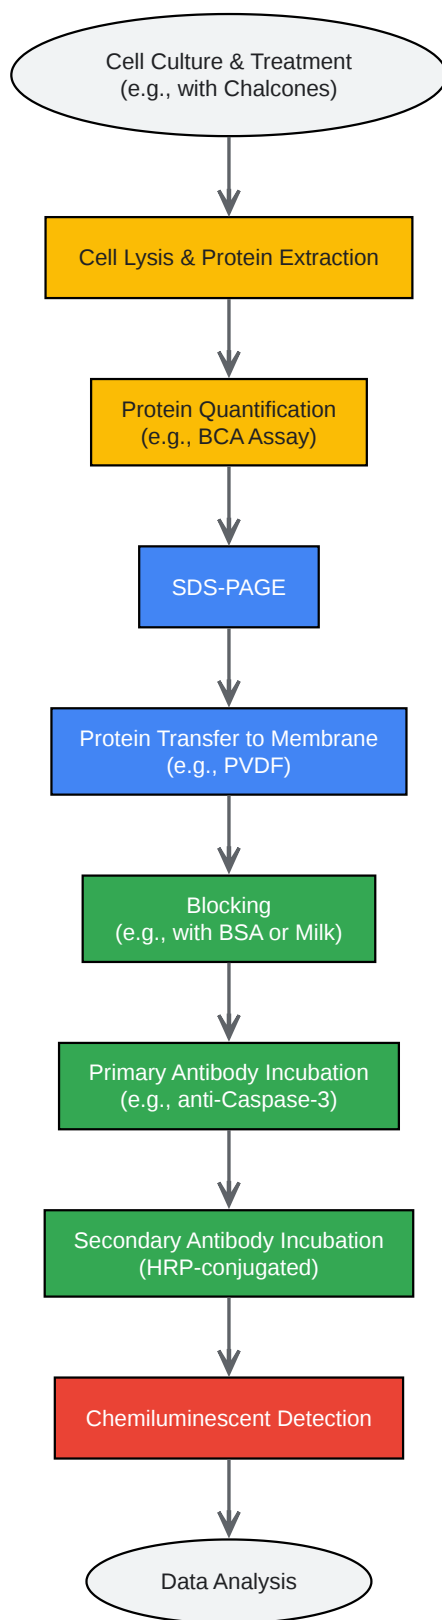 Cell Culture & Treatment
(e.g., with Chalcones)
Cell Lysis & Protein Extraction
Protein Quantification
(e.g., BCA Assay)
SDS-PAGE
Protein Transfer to Membrane
(e.g., PVDF)
Blocking
(e.g., with BSA or Milk)
Primary Antibody Incubation
(e.g., anti-Caspase-3)
Secondary Antibody Incubation
(HRP-conjugated)
Chemiluminescent Detection
Data Analysis